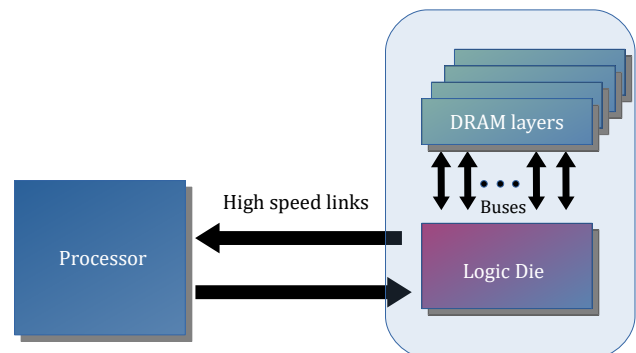 DRAM layers
High speed links
Buses
Processor
Logic Die